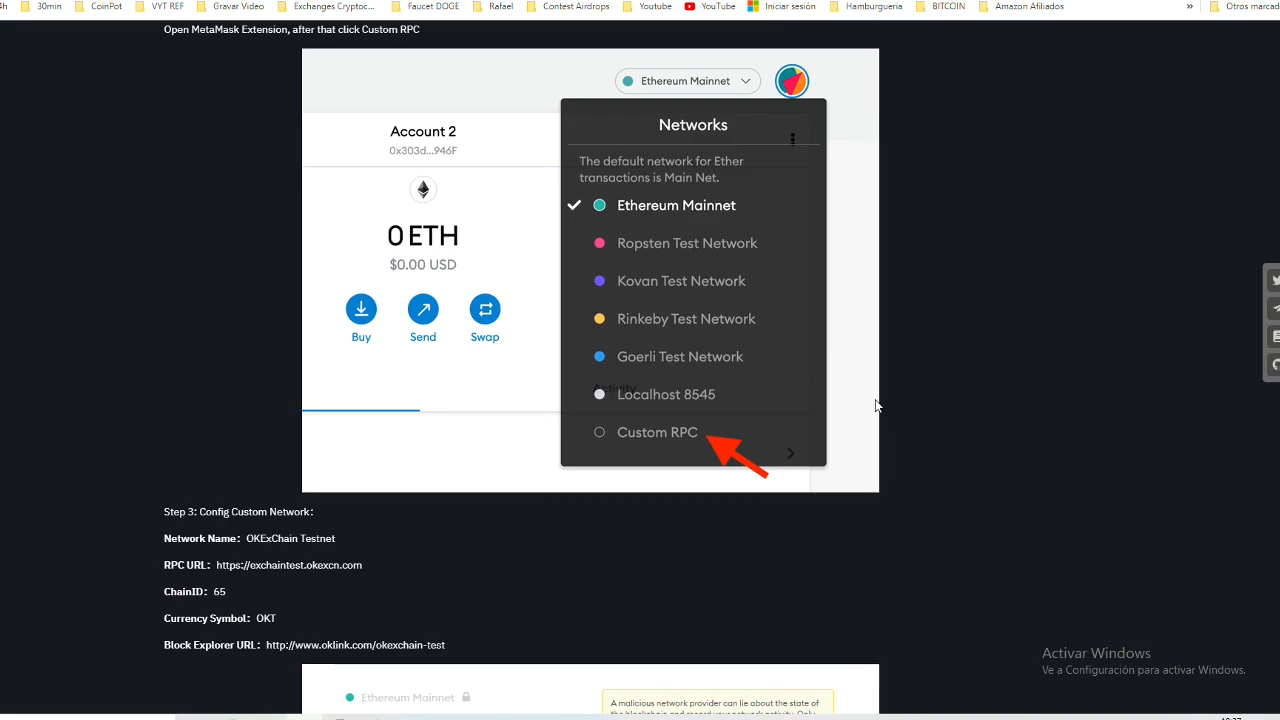 30min
CoinPot
VYT REF
Gravar Video
Exchanges Cryptoc...
Faucet DOGE
Rafael
Contest Airdrops
Youtube
YouTube
Iniciar sesión
Hamburgueria
BITCOIN
Amazon Afiliados
»
Otros marcad
Open MetaMask Extension, after that click Custom RPC
Ethereum Mainnet
Account 2
0x303d...946F
0 ETH
$0.00 USD
Buy
Send
Swap
Networks
The default network for Ether
transactions is Main Net.
Ethereum Mainnet
Ropsten Test Network
Kovan Test Network
Rinkeby Test Network
Goerli Test Network
Activity
Localhost 8545
Custom RPC
Step 3: Config Custom Network:
Network Name: OKExChain Testnet
RPC URL: https://exchaintest.okexcn.com
ChainID: 65
Currency Symbol: OKT
Block Explorer URL: http://www.oklink.com/okexchain-test
Activar Windows
Ve a Configuración para activar Windows.
Ethereum Mainnet
A malicious network provider can lie about the state of